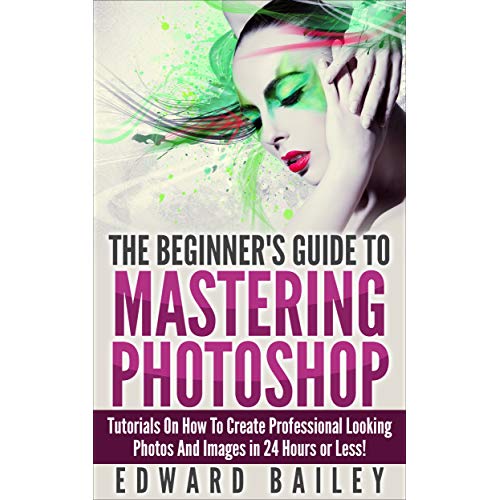 THE BEGINNER'S GUIDE TO
MASTERING
PHOTOSHOP
Tutorials On How To Create Professional Looking
Photos And Images in 24 Hours or Less!
EDWARD BAILEY